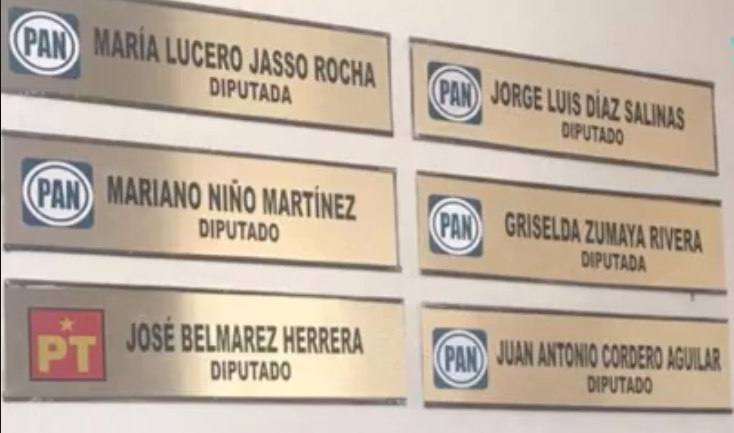 PAN
MARÍA LUCERO JASSO ROCHA
DIPUTADA
PAN
JORGE LUIS DÍAZ SALINAS
DIPUTADO
PAN
MARIANO NIÑO MARTÍNEZ
DIPUTADO
PAN
GRISELDA ZUMAYA RIVERA
DIPUTADA
PT
JOSÉ BELMAREZ HERRERA
DIPUTADO
PAN
JUAN ANTONIO CORDERO AGUILAR
DIPUTADO